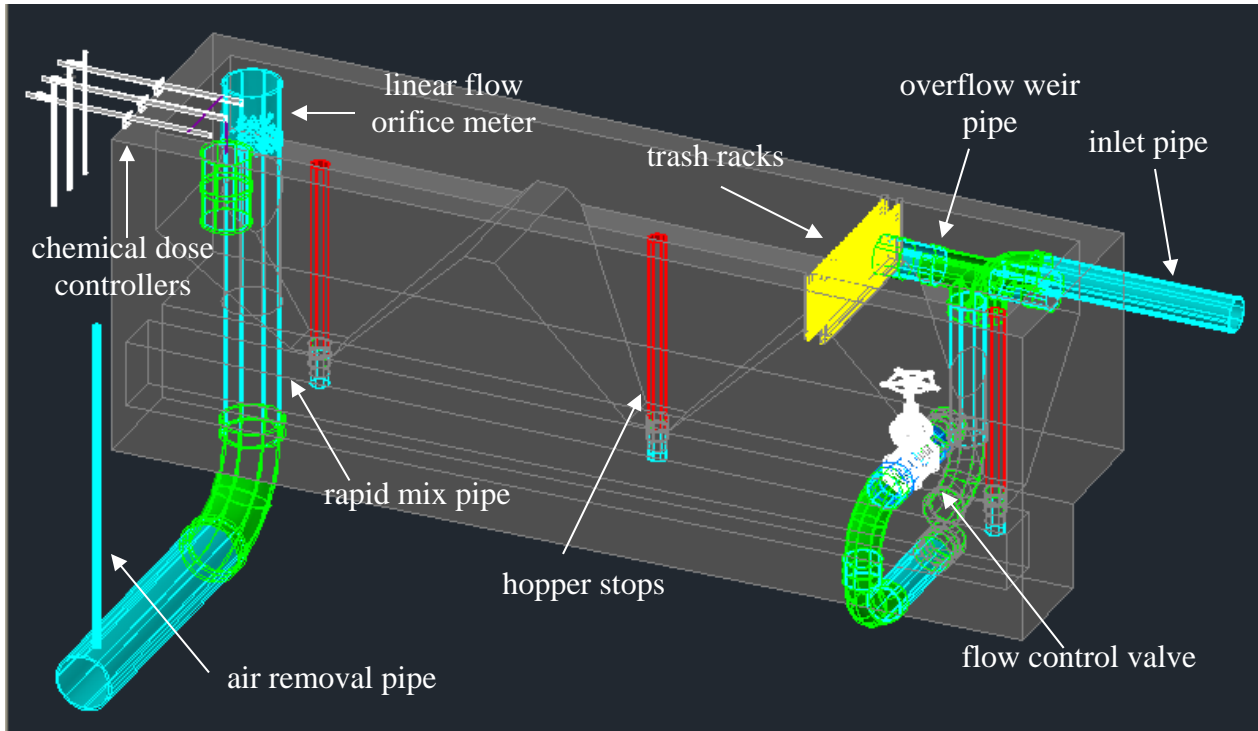 linear flow
orifice meter
overflow weir
pipe
inlet pipe
trash racks
chemical dose
controllers
rapid mix pipe
hopper stops
flow control valve
air removal pipe